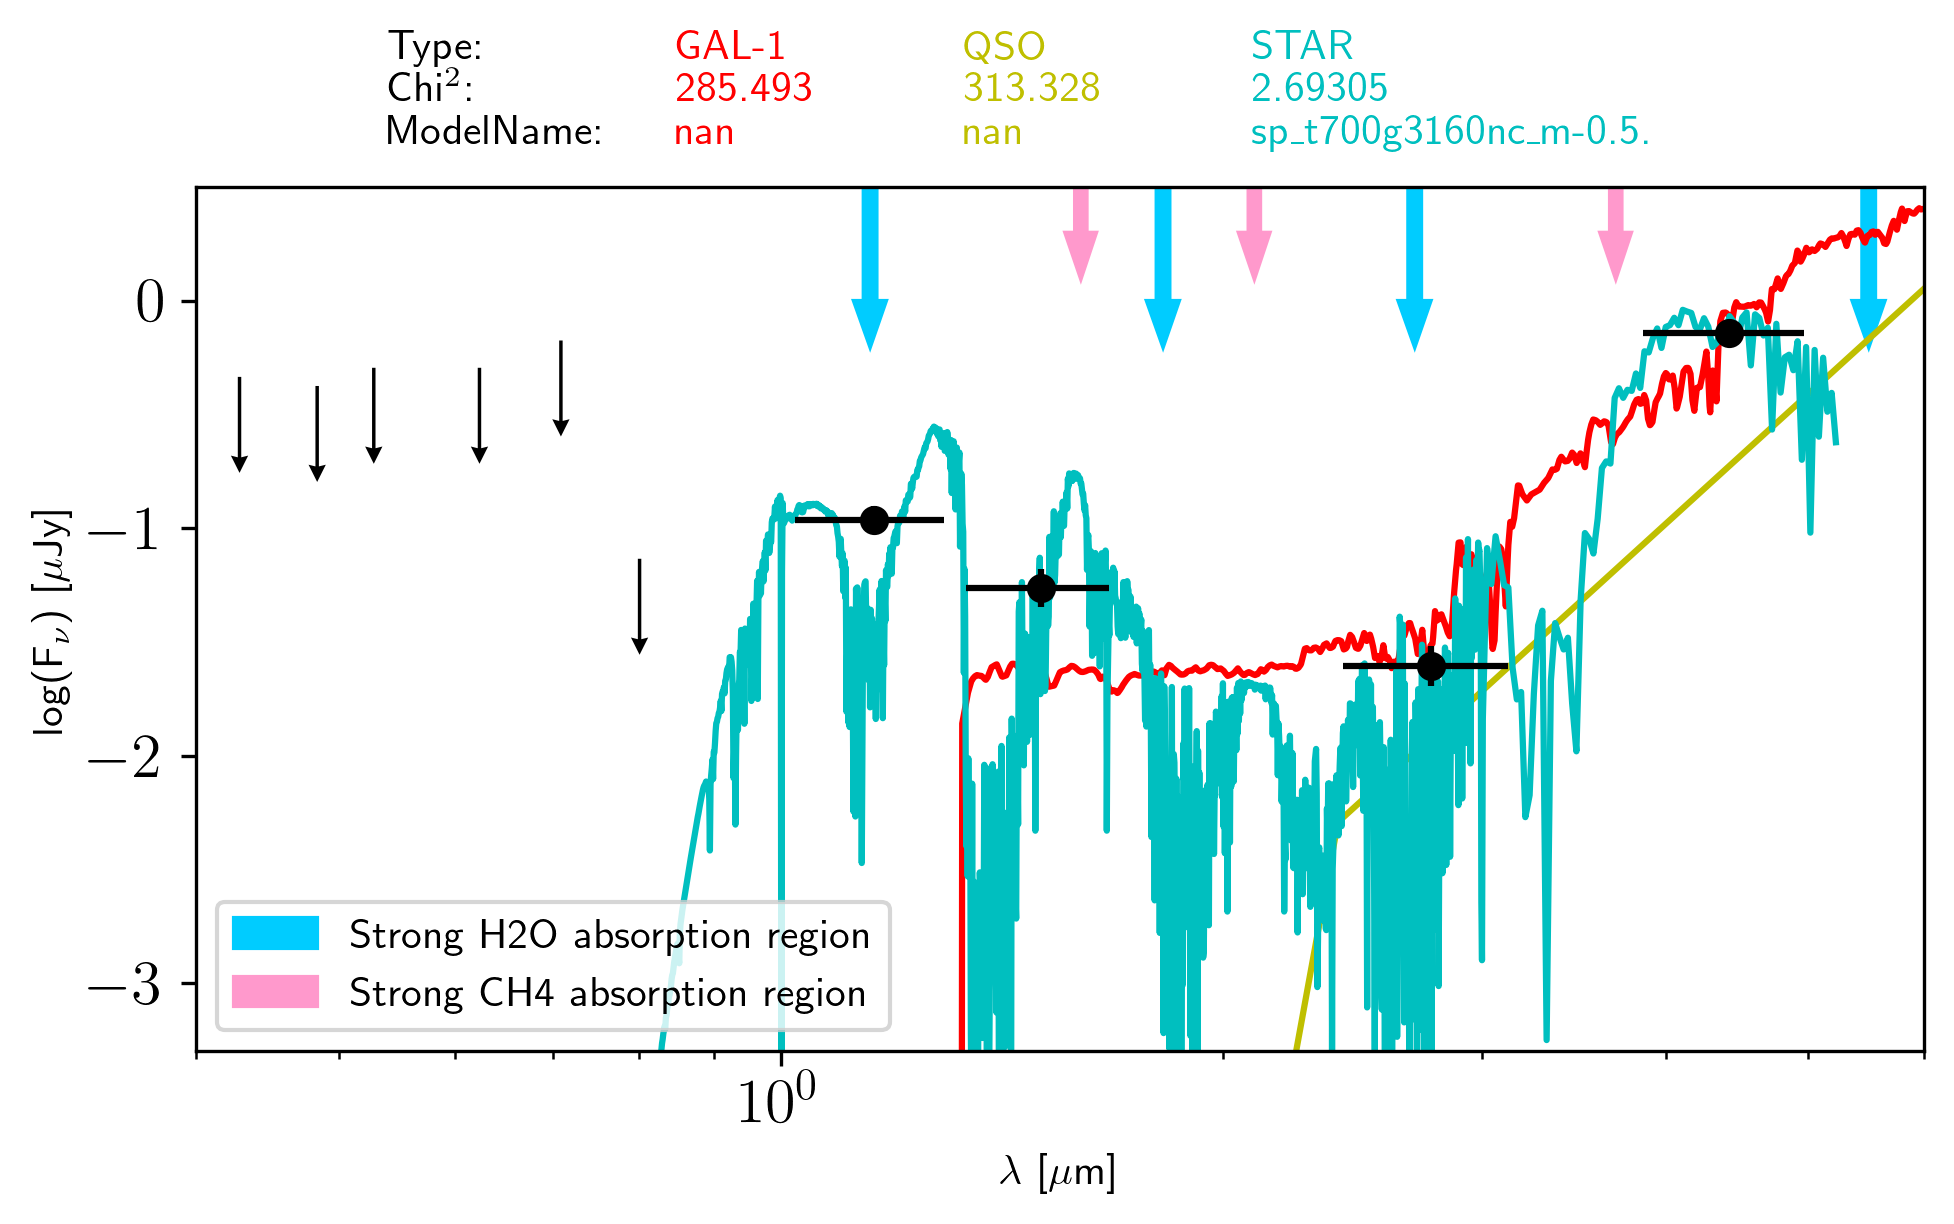 Type: GAL-1 QSO STAR
Chi²: 285.493 313.328 2.69305
ModelName: nan nan sp_t700g3160nc_m-0.5.
0
−1
−2
−3
log(Fν) [μJy]
Strong H2O absorption region
Strong CH4 absorption region
10⁰
λ [μm]